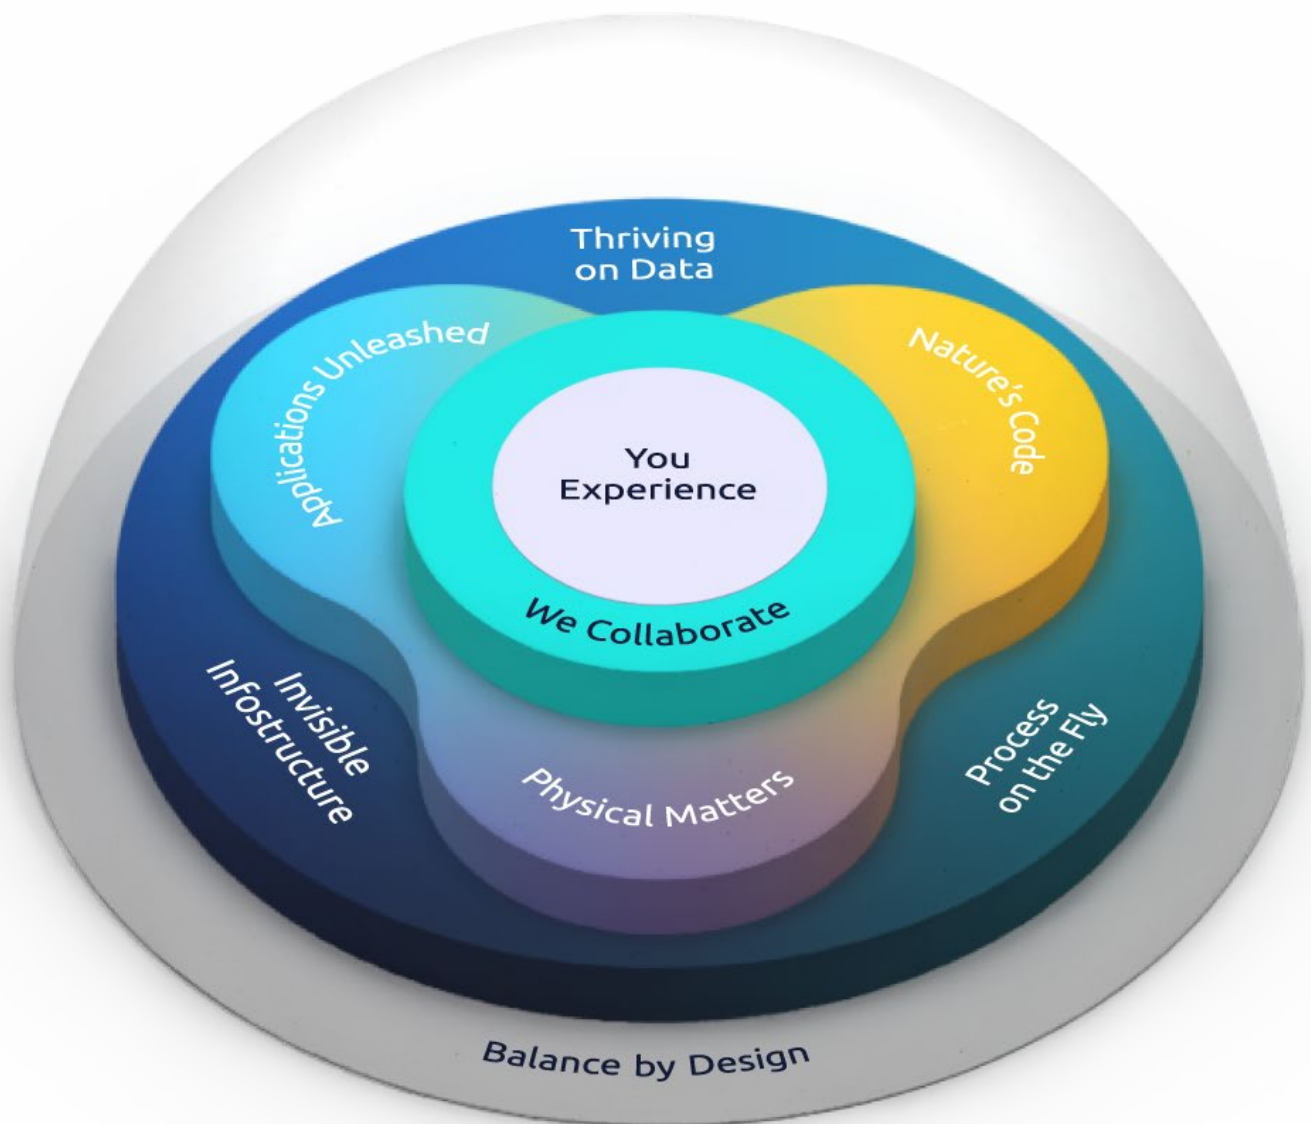 Thriving
on Data
Applications Unleashed
Nature's Code
You
Experience
We Collaborate
Invisible
Infostructure
Process
on the Fly
Physical Matters
Balance by Design